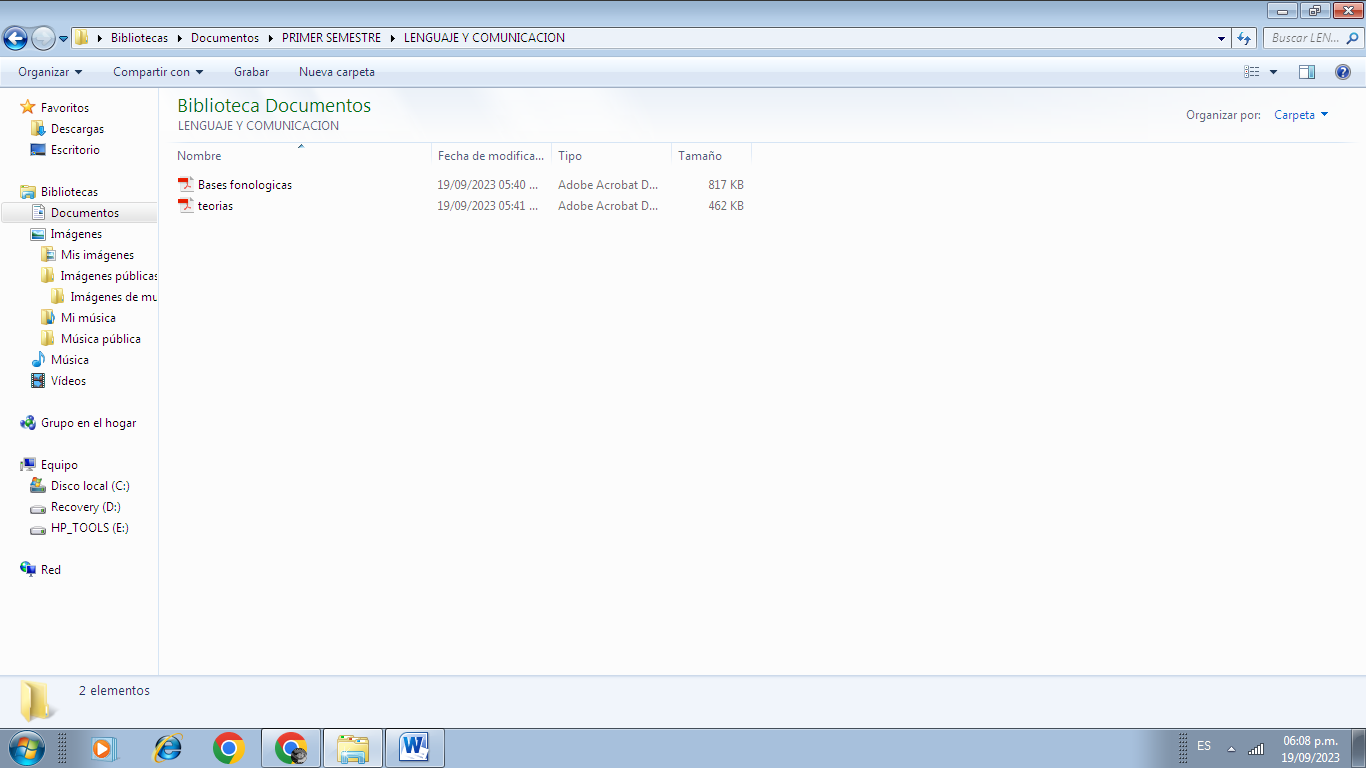 Bibliotecas Documentos PRIMER SEMESTRE LENGUAJE Y COMUNICACION
Buscar LEN...
Organizar Compartir con Grabar Nueva carpeta
Favoritos
Descargas
Escritorio
Bibliotecas
Documentos
Imágenes
Mis imágenes
Imágenes públicas
Imágenes de mu
Mi música
Música pública
Música
Vídeos
Grupo en el hogar
Equipo
Disco local (C:)
Recovery (D:)
HP_TOOLS (E:)
Red
Biblioteca Documentos
LENGUAJE Y COMUNICACION
Organizar por: Carpeta
Nombre Fecha de modifica... Tipo Tamaño
Bases fonologicas 19/09/2023 05:40 ... Adobe Acrobat D... 817 KB
teorias 19/09/2023 05:41 ... Adobe Acrobat D... 462 KB
2 elementos
ES
06:08 p.m.
19/09/2023